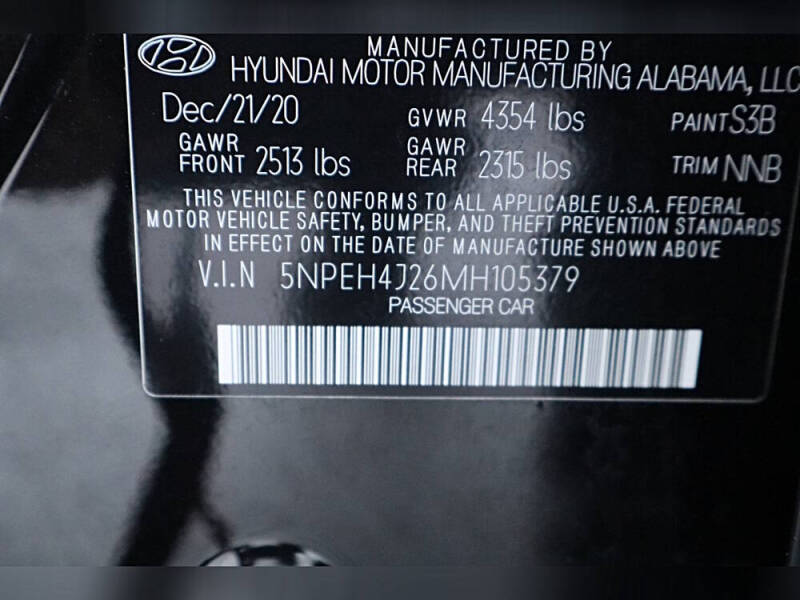 MANUFACTURED BY
HYUNDAI MOTOR MANUFACTURING ALABAMA, LLC
Dec/21/20 GVWR 4354 lbs PAINT S3B
GAWR FRONT 2513 lbs GAWR REAR 2315 lbs TRIM NNB
THIS VEHICLE CONFORMS TO ALL APPLICABLE U.S.A. FEDERAL
MOTOR VEHICLE SAFETY, BUMPER, AND THEFT PREVENTION STANDARDS
IN EFFECT ON THE DATE OF MANUFACTURE SHOWN ABOVE
V.I.N 5NPEH4J26MH105379
PASSENGER CAR